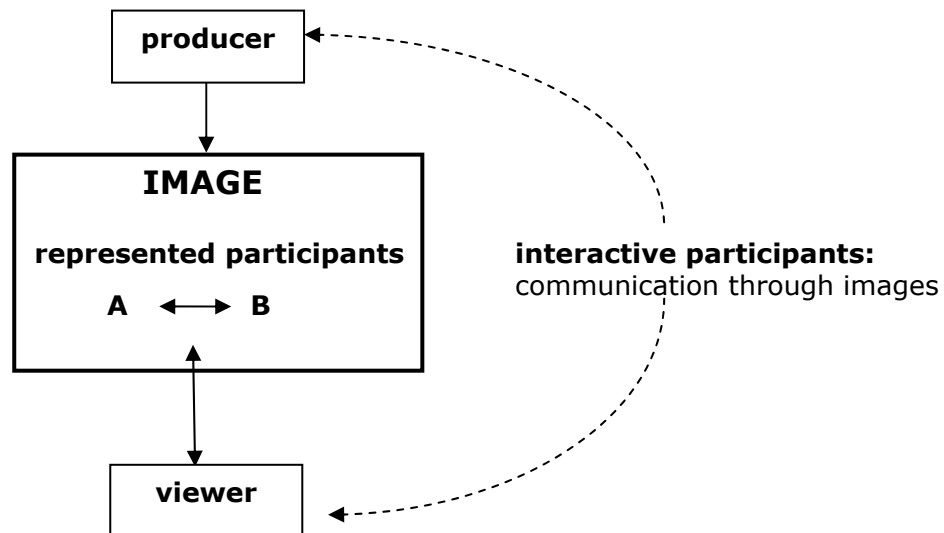 producer
IMAGE
represented participants
A B
interactive participants:
communication through images
viewer